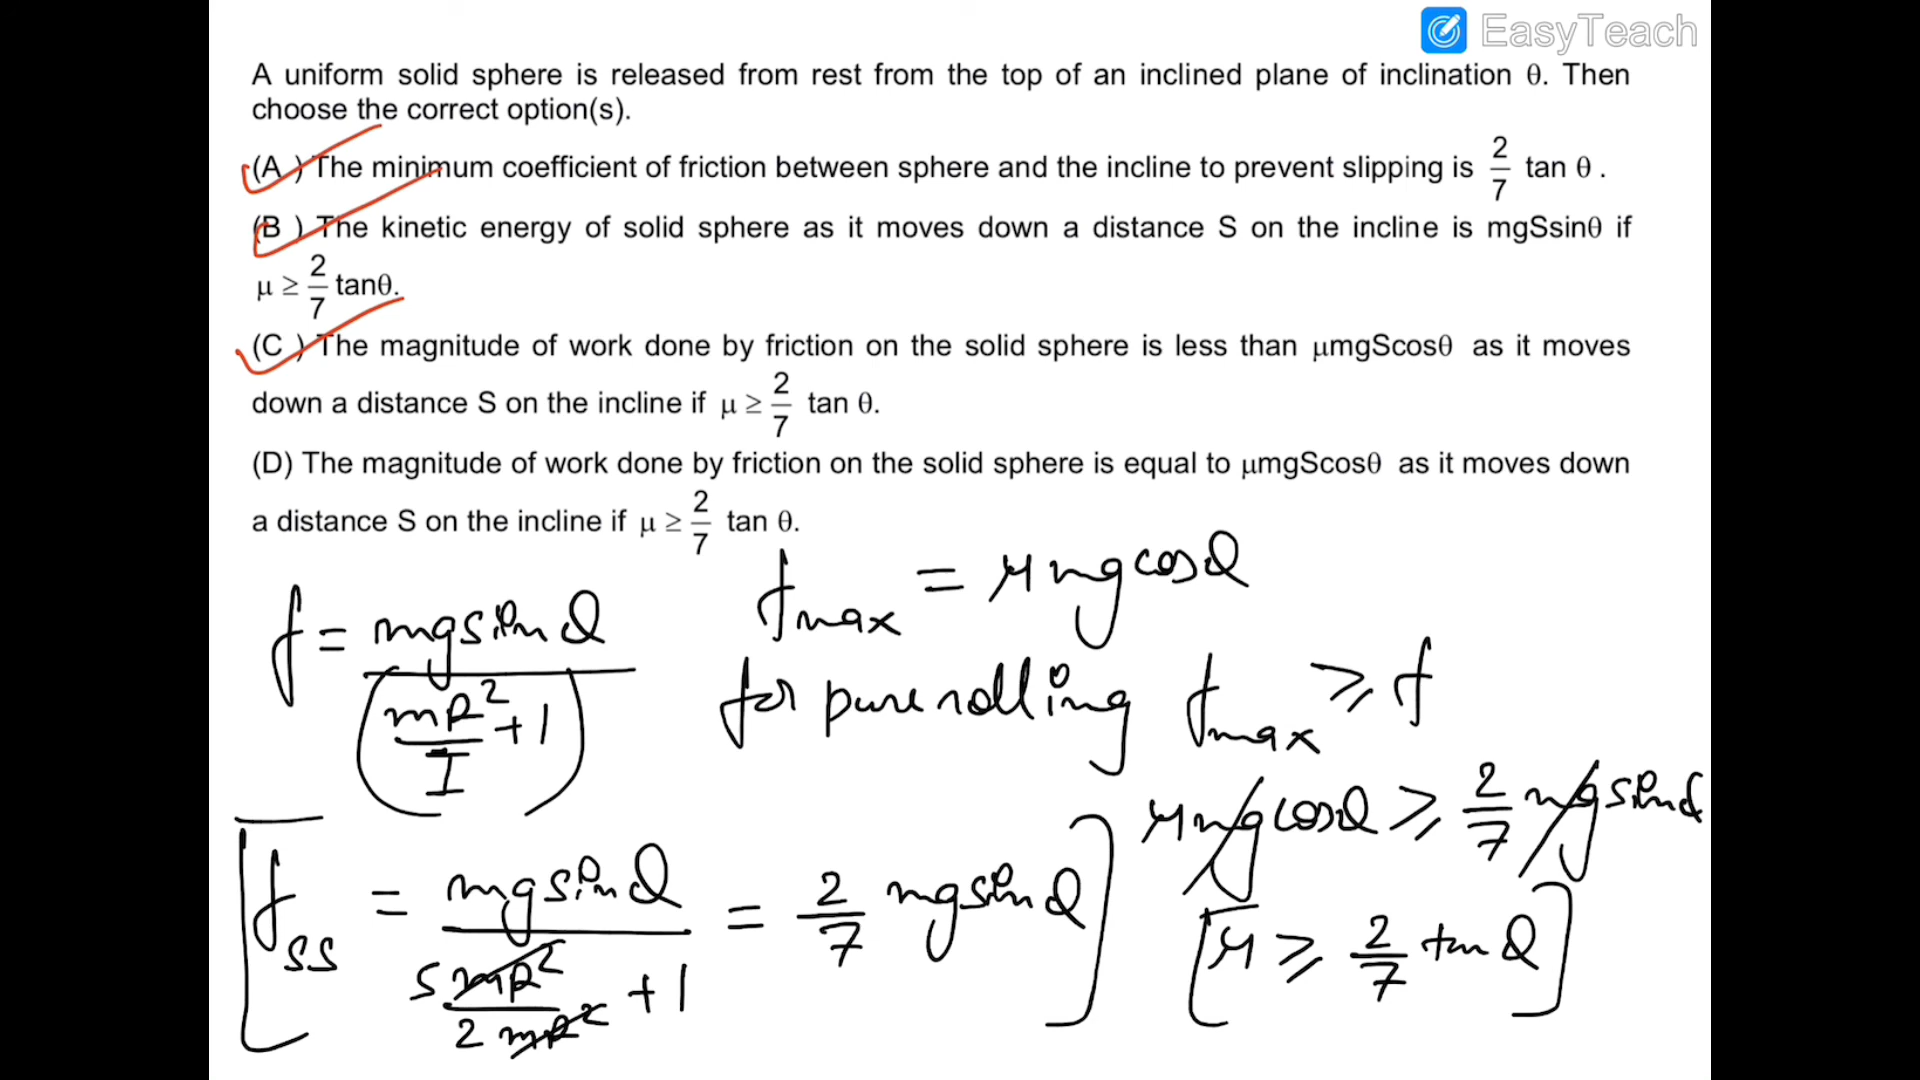 EasyTeach
A uniform solid sphere is released from rest from the top of an inclined plane of inclination θ. Then
choose the correct option(s).
(A ) The minimum coefficient of friction between sphere and the incline to prevent slipping is 2/7 tan θ .
(B ) The kinetic energy of solid sphere as it moves down a distance S on the incline is mgSsinθ if
μ ≥ 2/7 tanθ.
(C ) The magnitude of work done by friction on the solid sphere is less than μmgScosθ as it moves
down a distance S on the incline if μ ≥ 2/7 tan θ.
(D) The magnitude of work done by friction on the solid sphere is equal to μmgScosθ as it moves down
a distance S on the incline if μ ≥ 2/7 tan θ.
f = mgsinθ / (mR²/I + 1)
f max = μmgcosθ
for pure rolling f max ≥ f
μmgcosθ ≥ 2/7 mgsinθ
f ss = mgsinθ / (5mR²/2mR² + 1) = 2/7 mgsinθ
μ ≥ 2/7 tanθ